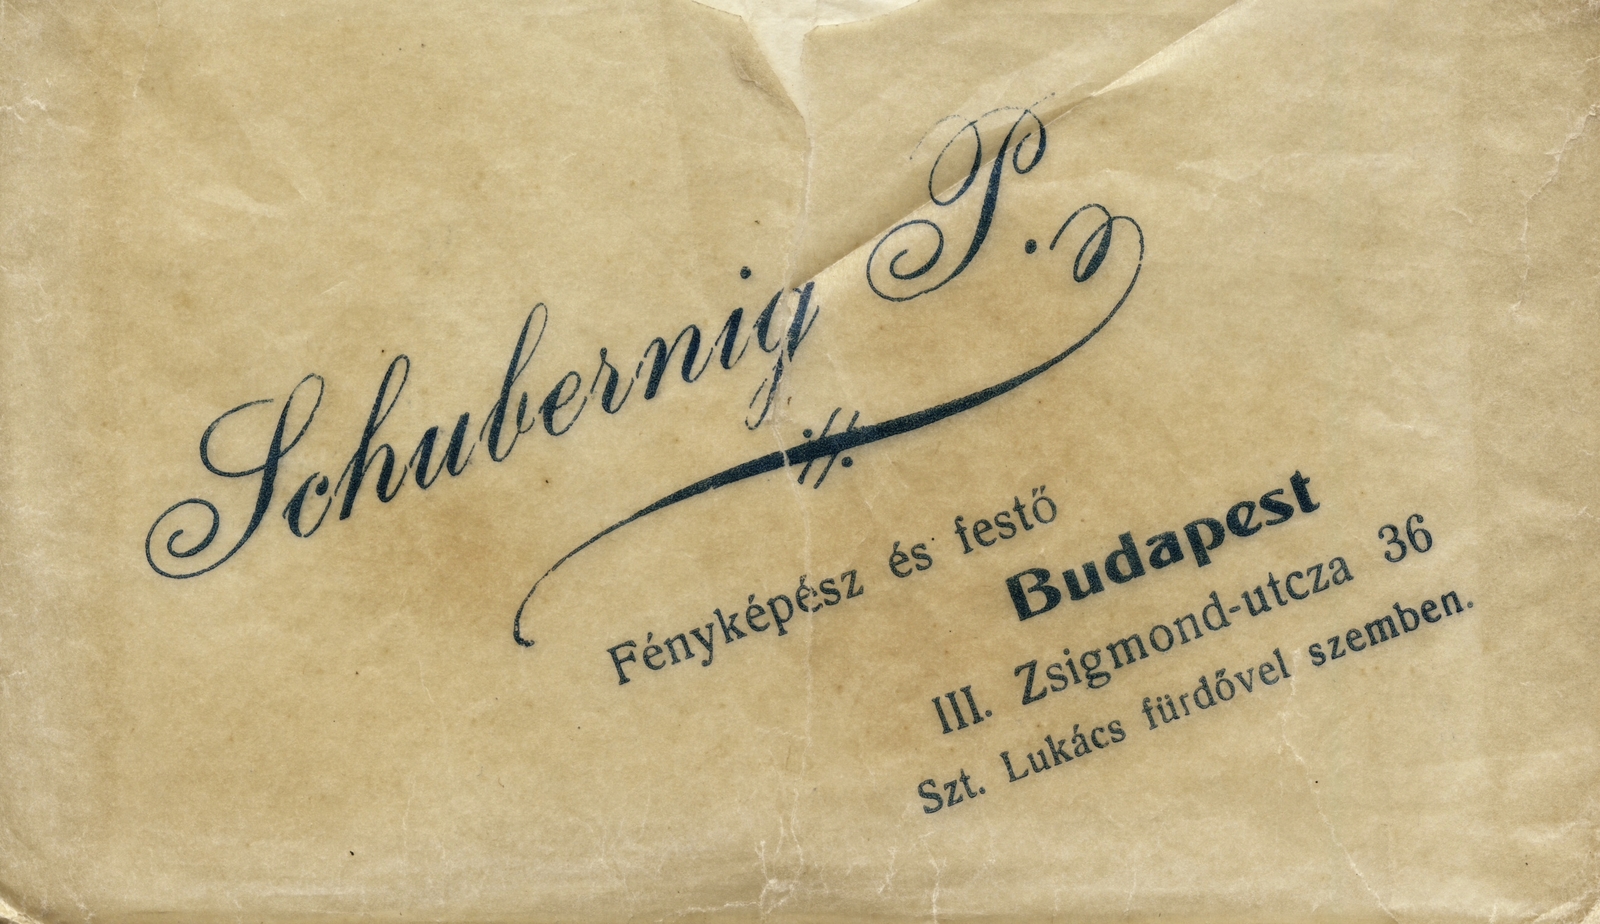 Schubernig P.
Fényképész és festő
Budapest
III. Zsigmond-utcza 36
Szt. Lukács fürdővel szemben.